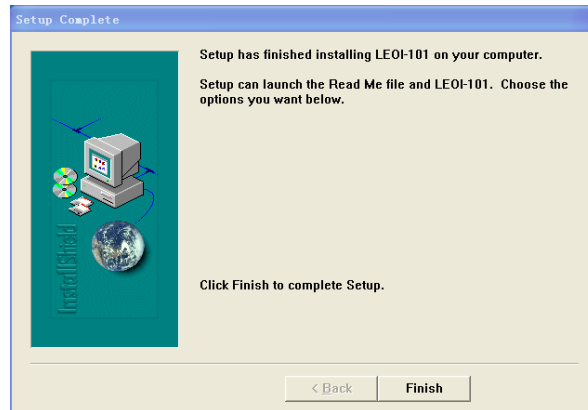 Setup Complete
Setup has finished installing LEOI-101 on your computer.
Setup can launch the Read Me file and LEOI-101. Choose the
options you want below.
InstallShield
Click Finish to complete Setup.
< Back
Finish